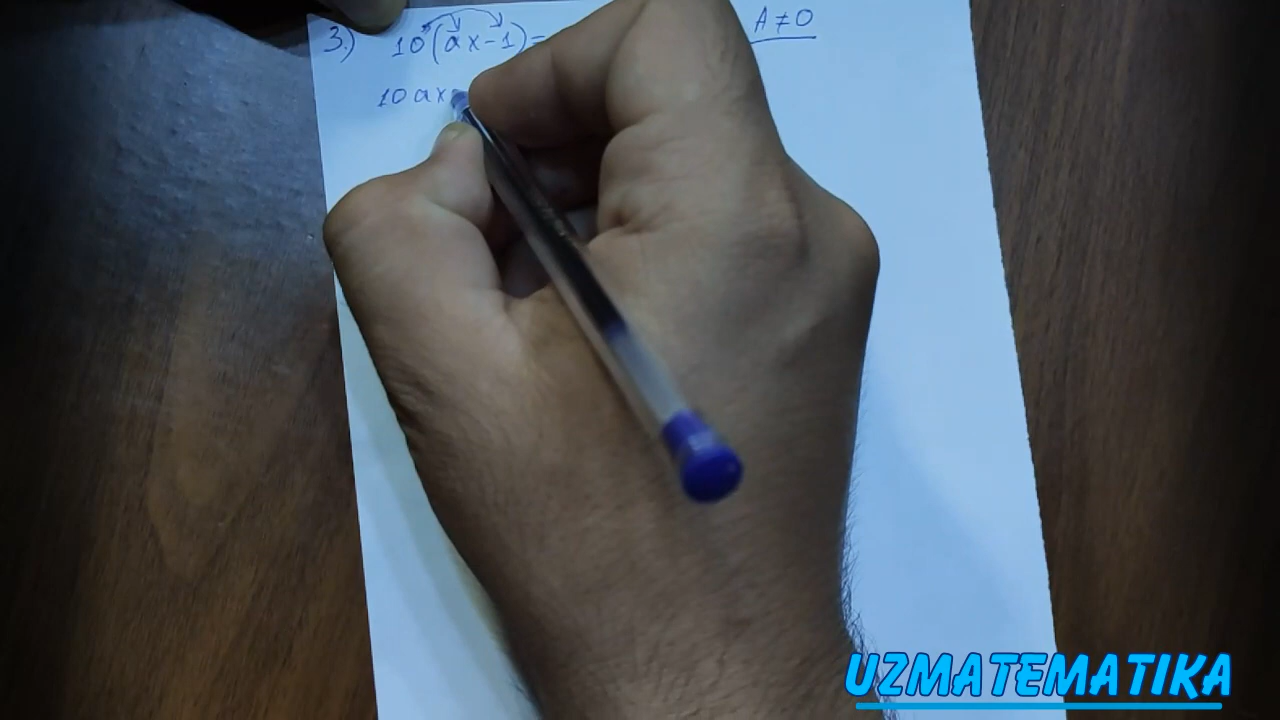 3.) 10(ax-1)= A≠0
10ax
UZMATEMATIKA